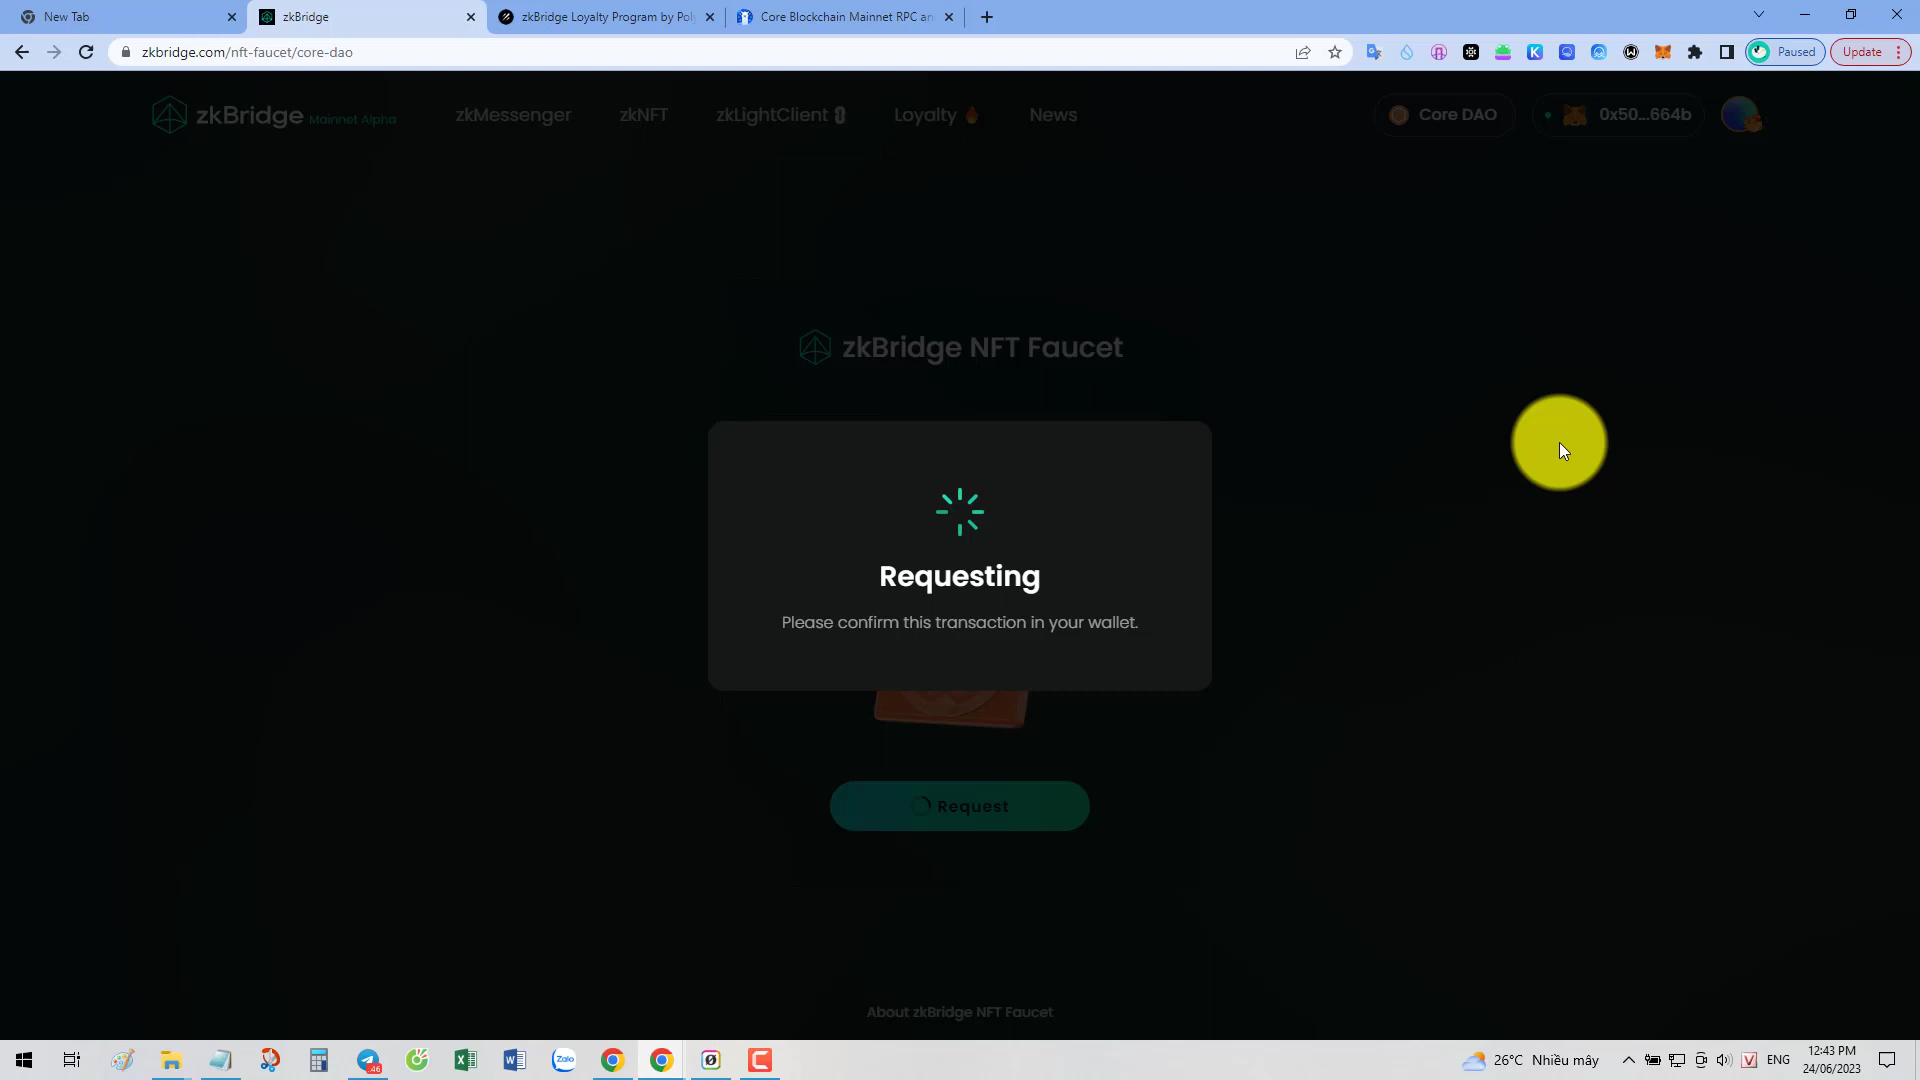 New Tab
zkBridge
zkBridge Loyalty Program by Pol
Core Blockchain Mainnet RPC an
zkbridge.com/nft-faucet/core-dao
K
Paused
Update
zkBridge Mainnet Alpha
zkMessenger
zkNFT
zkLightClient
Loyalty
News
Core DAO
0x50...664b
zkBridge NFT Faucet
Requesting
Please confirm this transaction in your wallet.
Request
About zkBridge NFT Faucet
46
Zalo
26°C Nhiều mây
V
ENG
12:43 PM
24/06/2023